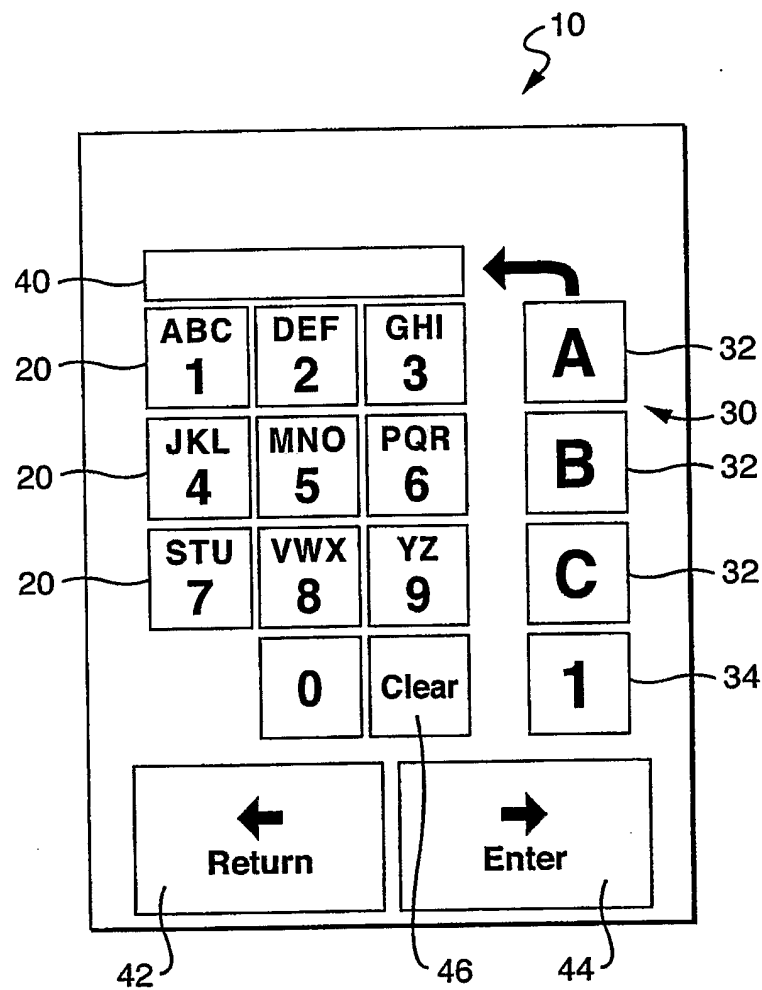 10
40
ABC DEF GHI A 32
20 1 2 3
30
JKL MNO PQR B 32
20 4 5 6
STU VWX YZ C 32
20 7 8 9
0 Clear 1 34
Return Enter
42 46 44